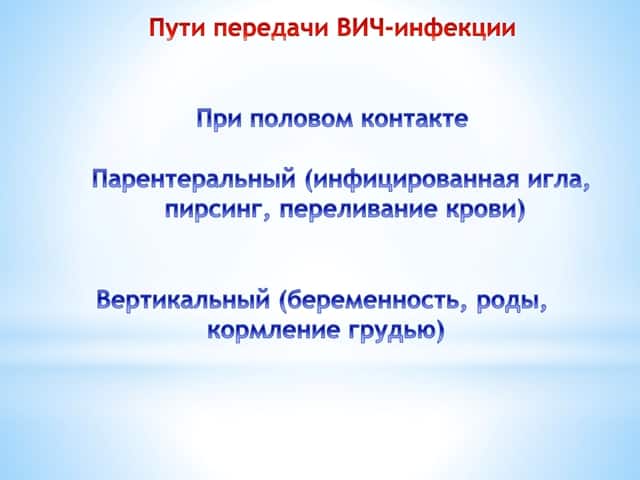 Пути передачи ВИЧ-инфекции
При половом контакте
Парентеральный (инфицированная игла,
пирсинг, переливание крови)
Вертикальный (беременность, роды,
кормление грудью)